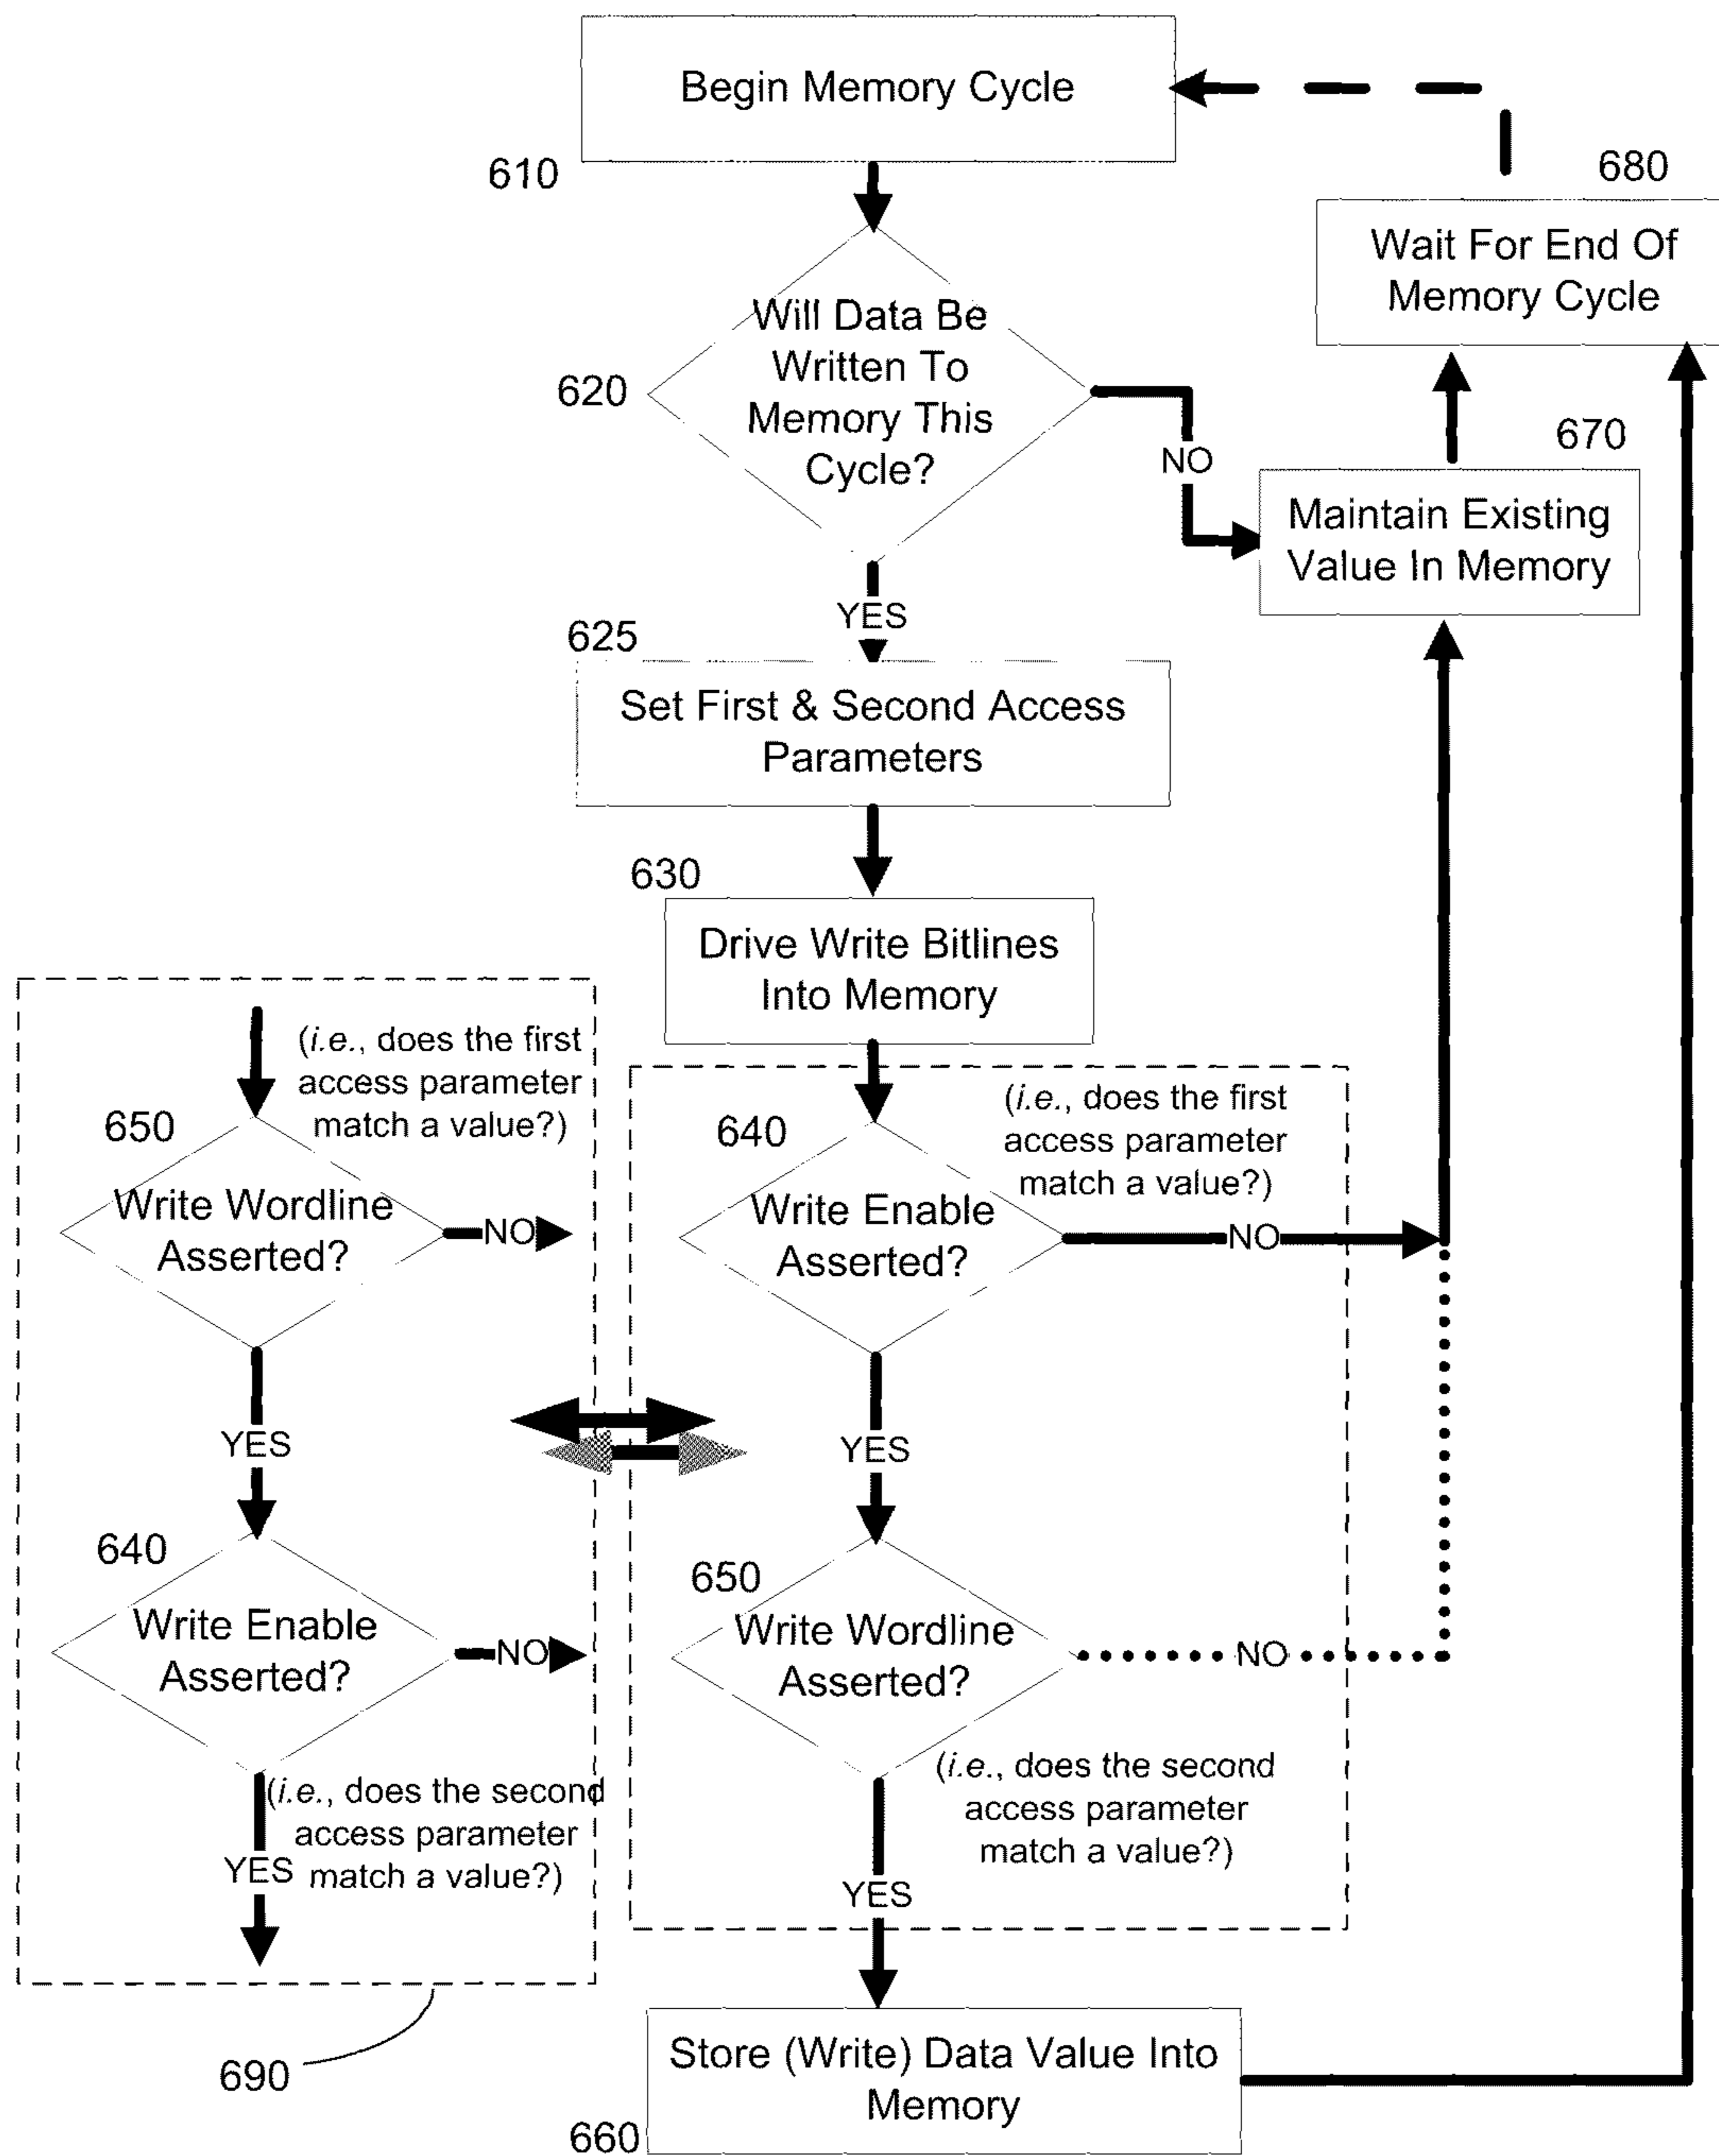 Begin Memory Cycle
610
680
Wait For End Of
Memory Cycle
Will Data Be
Written To
Memory This
Cycle?
620
NO
670
Maintain Existing
Value In Memory
YES
625
Set First & Second Access
Parameters
630
Drive Write Bitlines
Into Memory
(i.e., does the first
access parameter
match a value?)
650
Write Wordline
Asserted?
NO
YES
640
Write Enable
Asserted?
NO
(i.e., does the second
access parameter
match a value?)
YES
690
(i.e., does the first
access parameter
match a value?)
640
Write Enable
Asserted?
NO
YES
650
Write Wordline
Asserted?
NO
(i.e., does the second
access parameter
match a value?)
YES
Store (Write) Data Value Into
Memory
660